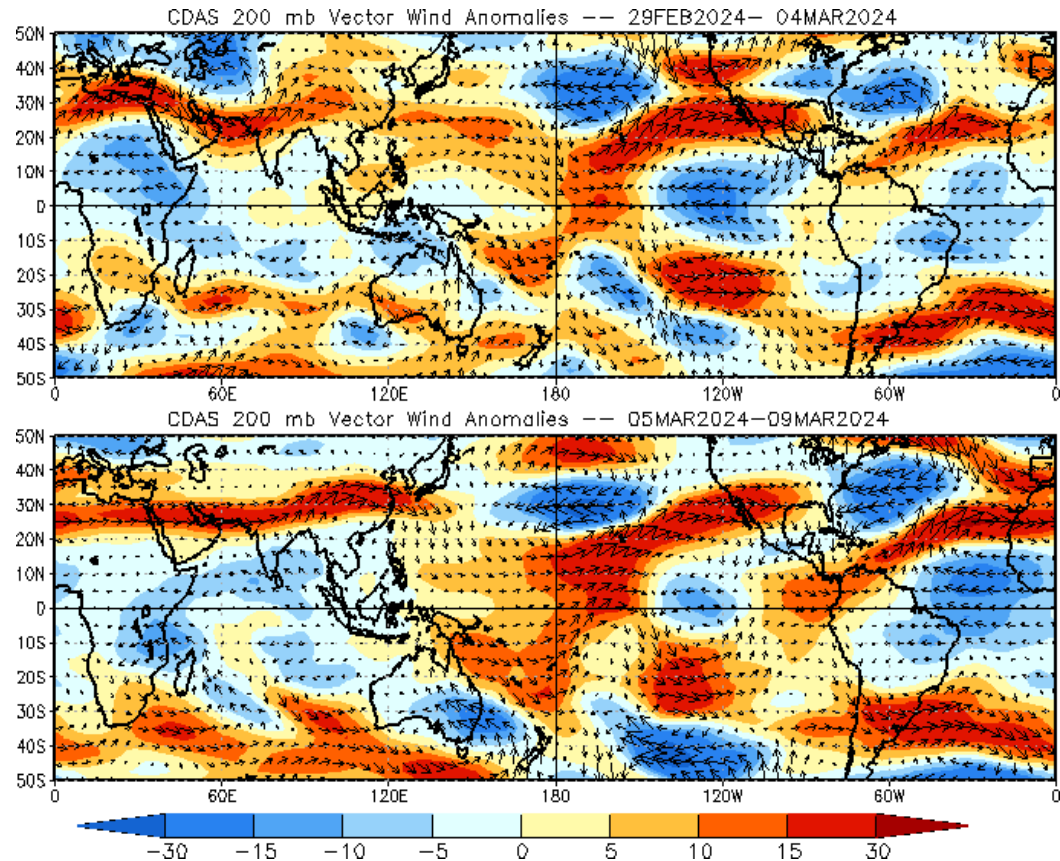 CDAS 200 mb Vector Wind Anomalies -- 29FEB2024- 04MAR2024
50N
40N
30N
20N
10N
0
10S
20S
30S
40S
50S
0 60E 120E 180 120W 60W 0
CDAS 200 mb Vector Wind Anomalies -- 05MAR2024-09MAR2024
50N
40N
30N
20N
10N
0
10S
20S
30S
40S
50S
0 60E 120E 180 120W 60W 0
-30 -15 -10 -5 0 5 10 15 30